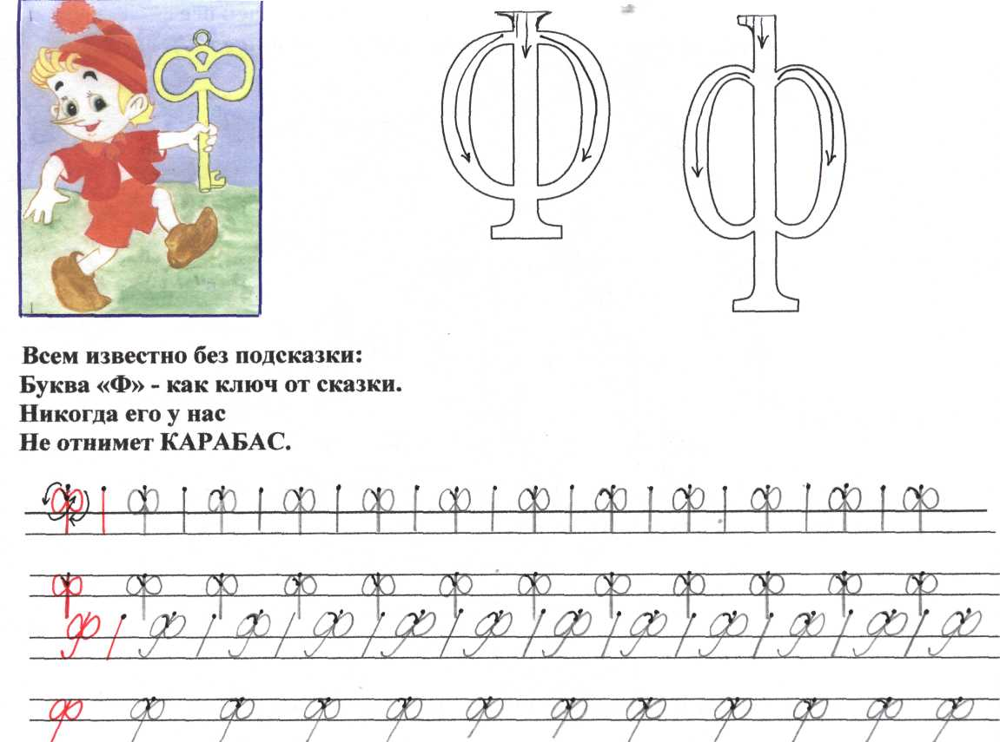 Ф ф
Всем известно без подсказки:
Буква «Ф» - как ключ от сказки.
Никогда его у нас
Не отнимет КАРАБАС.
ф ф ф ф ф ф ф ф ф ф ф ф
ф ф ф ф ф ф ф ф ф ф ф ф
ф ф ф ф ф ф ф ф ф ф ф ф
ф ф ф ф ф ф ф ф ф ф ф ф